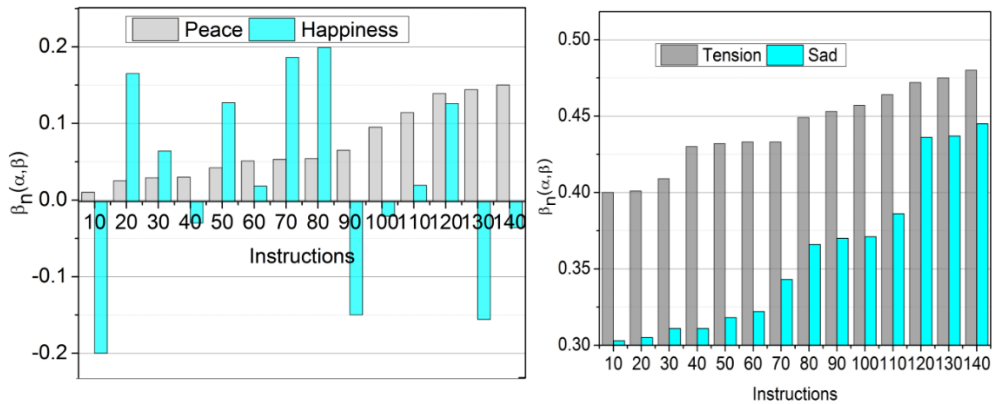 Peace Happiness
0.2
0.1
0.0
-0.1
-0.2
βn(α,β)
10 20 30 40 50 60 70 80 90 100 110 120 130 140
Instructions
Tension Sad
0.50
0.45
0.40
0.35
0.30
βn(α,β)
10 20 30 40 50 60 70 80 90 100 110 120 130 140
Instructions